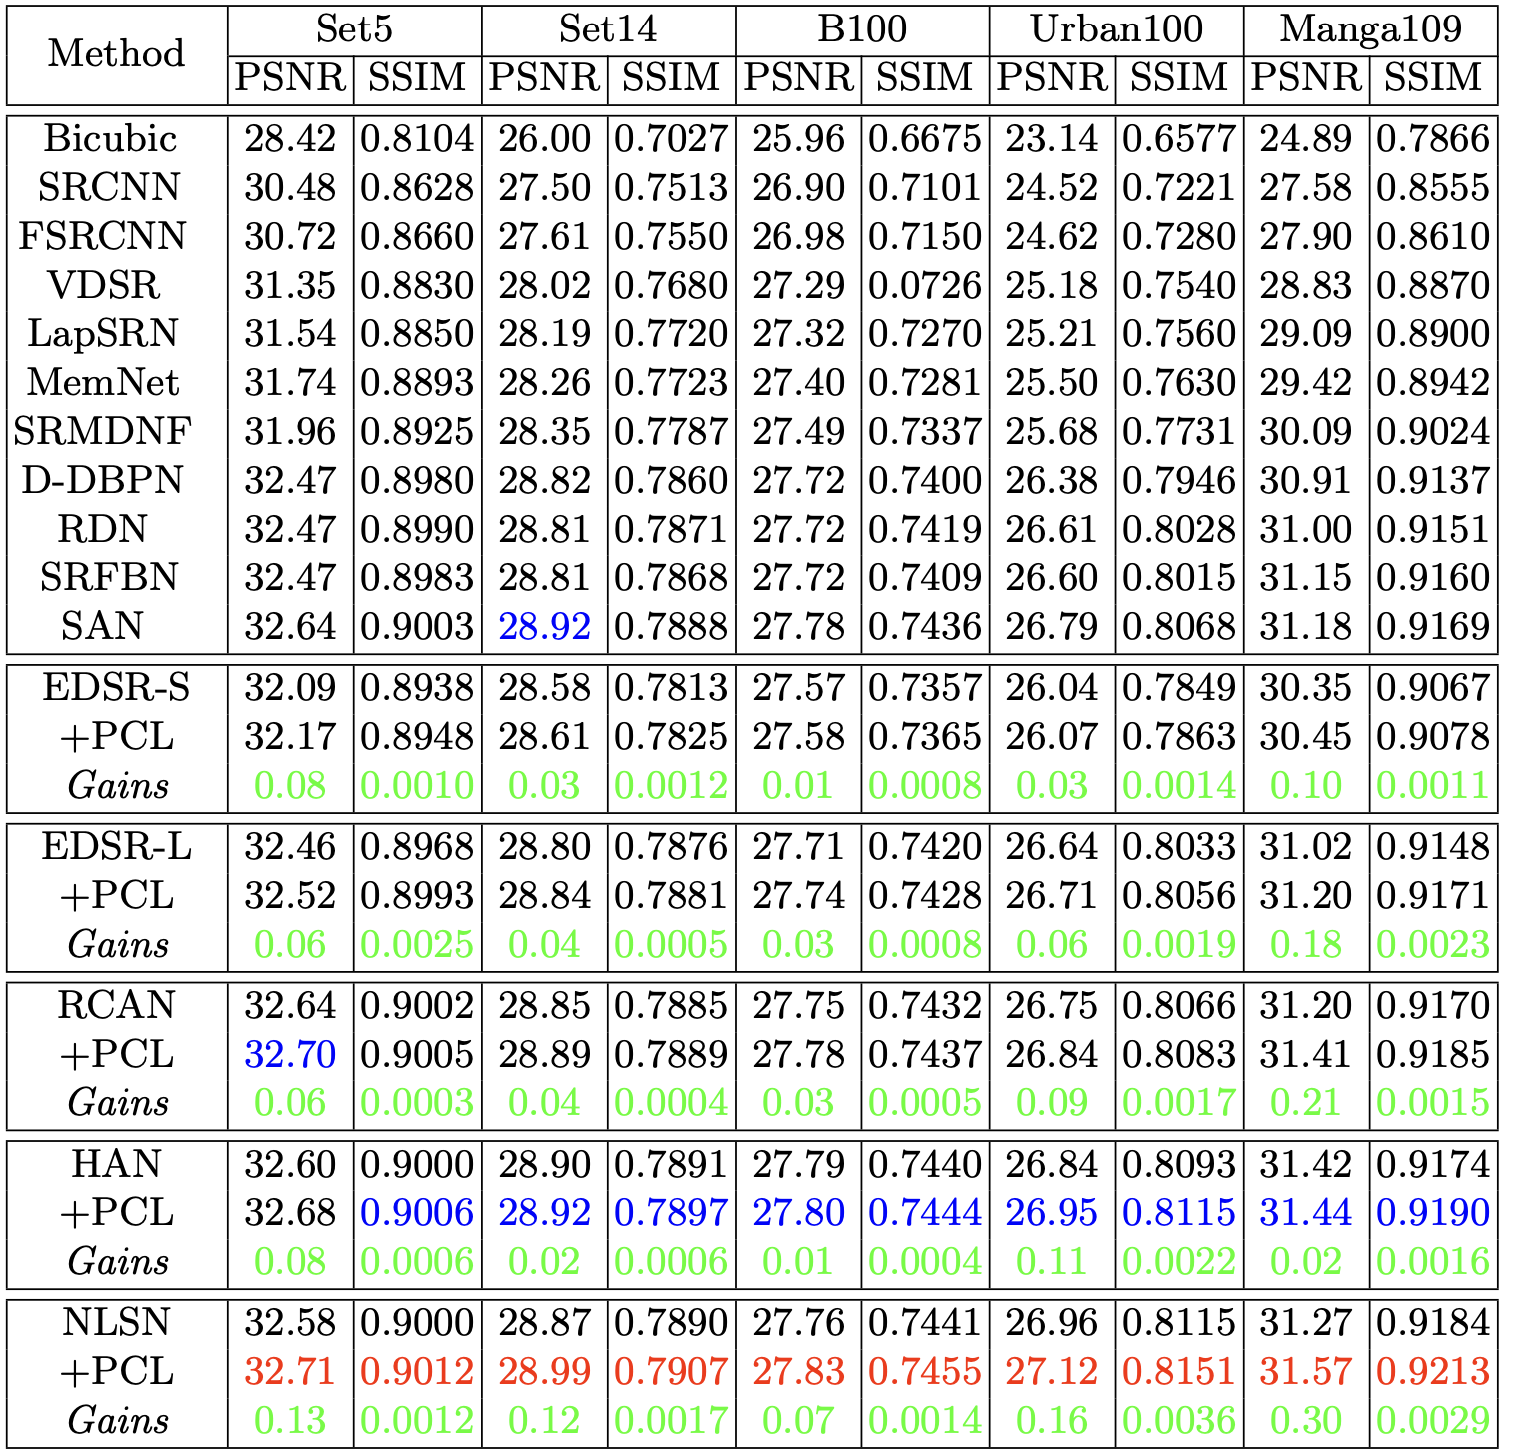 Method Set5 Set14 B100 Urban100 Manga109
PSNR SSIM PSNR SSIM PSNR SSIM PSNR SSIM PSNR SSIM
Bicubic 28.42 0.8104 26.00 0.7027 25.96 0.6675 23.14 0.6577 24.89 0.7866
SRCNN 30.48 0.8628 27.50 0.7513 26.90 0.7101 24.52 0.7221 27.58 0.8555
FSRCNN 30.72 0.8660 27.61 0.7550 26.98 0.7150 24.62 0.7280 27.90 0.8610
VDSR 31.35 0.8830 28.02 0.7680 27.29 0.0726 25.18 0.7540 28.83 0.8870
LapSRN 31.54 0.8850 28.19 0.7720 27.32 0.7270 25.21 0.7560 29.09 0.8900
MemNet 31.74 0.8893 28.26 0.7723 27.40 0.7281 25.50 0.7630 29.42 0.8942
SRMDNF 31.96 0.8925 28.35 0.7787 27.49 0.7337 25.68 0.7731 30.09 0.9024
D-DBPN 32.47 0.8980 28.82 0.7860 27.72 0.7400 26.38 0.7946 30.91 0.9137
RDN 32.47 0.8990 28.81 0.7871 27.72 0.7419 26.61 0.8028 31.00 0.9151
SRFBN 32.47 0.8983 28.81 0.7868 27.72 0.7409 26.60 0.8015 31.15 0.9160
SAN 32.64 0.9003 28.92 0.7888 27.78 0.7436 26.79 0.8068 31.18 0.9169
EDSR-S 32.09 0.8938 28.58 0.7813 27.57 0.7357 26.04 0.7849 30.35 0.9067
+PCL 32.17 0.8948 28.61 0.7825 27.58 0.7365 26.07 0.7863 30.45 0.9078
Gains 0.08 0.0010 0.03 0.0012 0.01 0.0008 0.03 0.0014 0.10 0.0011
EDSR-L 32.46 0.8968 28.80 0.7876 27.71 0.7420 26.64 0.8033 31.02 0.9148
+PCL 32.52 0.8993 28.84 0.7881 27.74 0.7428 26.71 0.8056 31.20 0.9171
Gains 0.06 0.0025 0.04 0.0005 0.03 0.0008 0.06 0.0019 0.18 0.0023
RCAN 32.64 0.9002 28.85 0.7885 27.75 0.7432 26.75 0.8066 31.20 0.9170
+PCL 32.70 0.9005 28.89 0.7889 27.78 0.7437 26.84 0.8083 31.41 0.9185
Gains 0.06 0.0003 0.04 0.0004 0.03 0.0005 0.09 0.0017 0.21 0.0015
HAN 32.60 0.9000 28.90 0.7891 27.79 0.7440 26.84 0.8093 31.42 0.9174
+PCL 32.68 0.9006 28.92 0.7897 27.80 0.7444 26.95 0.8115 31.44 0.9190
Gains 0.08 0.0006 0.02 0.0006 0.01 0.0004 0.11 0.0022 0.02 0.0016
NLSN 32.58 0.9000 28.87 0.7890 27.76 0.7441 26.96 0.8115 31.27 0.9184
+PCL 32.71 0.9012 28.99 0.7907 27.83 0.7455 27.12 0.8151 31.57 0.9213
Gains 0.13 0.0012 0.12 0.0017 0.07 0.0014 0.16 0.0036 0.30 0.0029